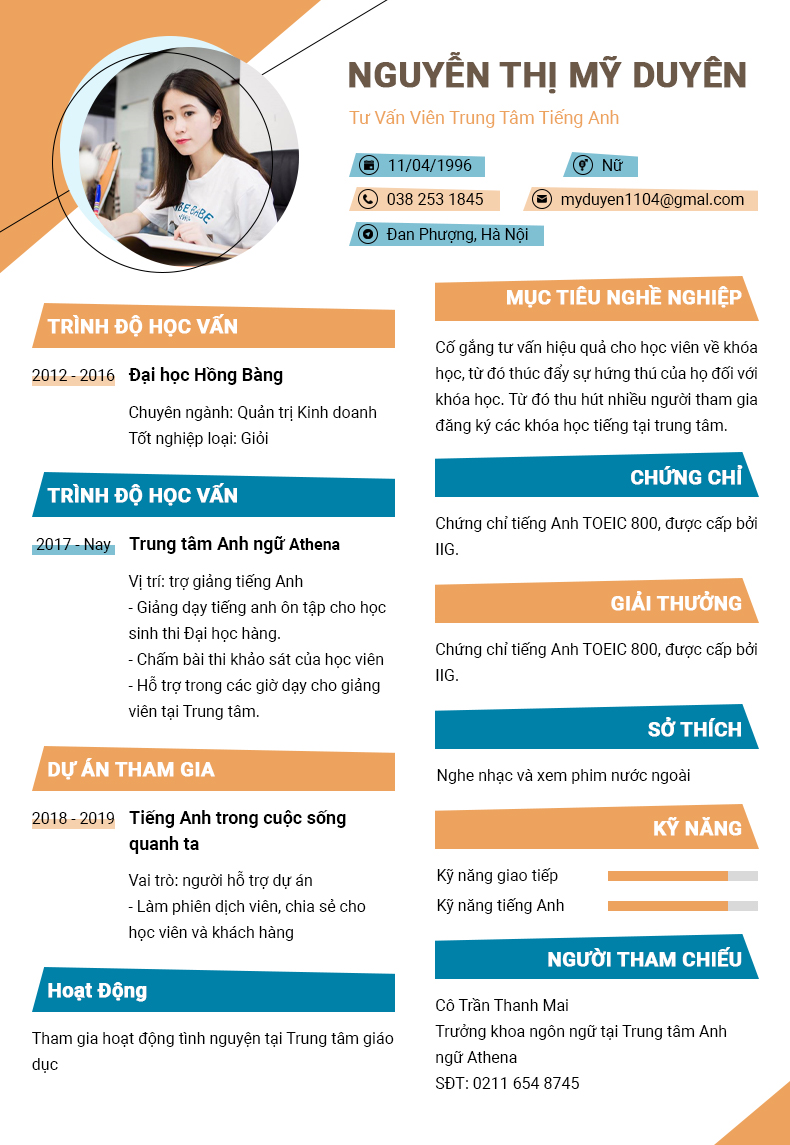 NGUYỄN THỊ MỸ DUYÊN
Tư Vấn Viên Trung Tâm Tiếng Anh
11/04/1996
Nữ
038 253 1845
myduyen1104@gmal.com
Đan Phượng, Hà Nội
TRÌNH ĐỘ HỌC VẤN
2012 - 2016 Đại học Hồng Bàng
Chuyên ngành: Quản trị Kinh doanh
Tốt nghiệp loại: Giỏi
TRÌNH ĐỘ HỌC VẤN
2017 - Nay Trung tâm Anh ngữ Athena
Vị trí: trợ giảng tiếng Anh
- Giảng dạy tiếng anh ôn tập cho học
sinh thi Đại học hàng.
- Chấm bài thi khảo sát của học viên
- Hỗ trợ trong các giờ dạy cho giảng
viên tại Trung tâm.
DỰ ÁN THAM GIA
2018 - 2019 Tiếng Anh trong cuộc sống
quanh ta
Vai trò: người hỗ trợ dự án
- Làm phiên dịch viên, chia sẻ cho
học viên và khách hàng
Hoạt Động
Tham gia hoạt động tình nguyện tại Trung tâm giáo
dục
MỤC TIÊU NGHỀ NGHIỆP
Cố gắng tư vấn hiệu quả cho học viên về khóa
học, từ đó thúc đẩy sự hứng thú của họ đối với
khóa học. Từ đó thu hút nhiều người tham gia
đăng ký các khóa học tiếng tại trung tâm.
CHỨNG CHỈ
Chứng chỉ tiếng Anh TOEIC 800, được cấp bởi
IIG.
GIẢI THƯỞNG
Chứng chỉ tiếng Anh TOEIC 800, được cấp bởi
IIG.
SỞ THÍCH
Nghe nhạc và xem phim nước ngoài
KỸ NĂNG
Kỹ năng giao tiếp
Kỹ năng tiếng Anh
NGƯỜI THAM CHIẾU
Cô Trần Thanh Mai
Trưởng khoa ngôn ngữ tại Trung tâm Anh
ngữ Athena
SĐT: 0211 654 8745